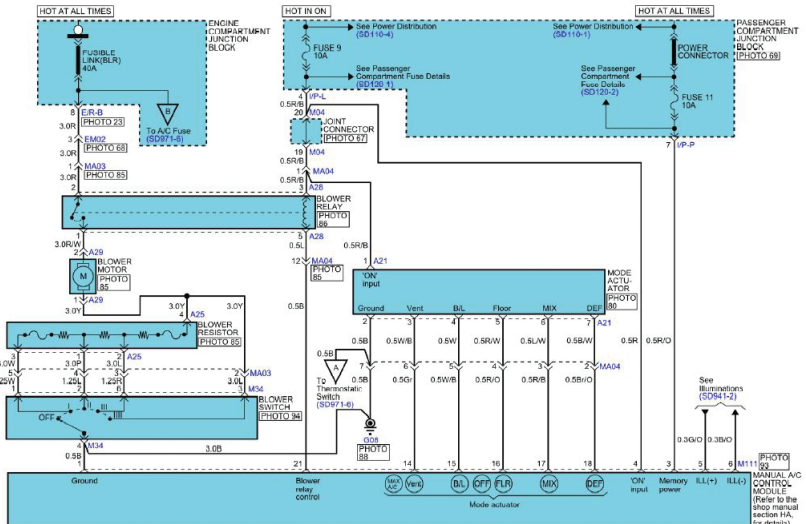 HOT AT ALL TIMES
HOT IN ON
HOT AT ALL TIMES
ENGINE
COMPARTMENT
JUNCTION
BLOCK
FUSIBLE
LINK(BLR)
40A
B
To A/C Fuse
(SD971-6)
See Power Distribution
(SD110-4)
FUSE 9
10A
See Passenger
Compartment Fuse Details
(SD120-1)
See Power Distribution
(SD110-1)
See Passenger
Compartment
Fuse Details
(SD120-2)
POWER
CONNECTOR
FUSE 11
10A
PASSENGER
COMPARTMENT
JUNCTION
BLOCK
PHOTO 69
8 E/R-B
PHOTO 23
3.0R
3 EM02
PHOTO 68
3.0R
1 MA03
PHOTO 85
3.0R
2
4 I/P-L
0.5R/B
20 M04
JOINT
CONNECTOR
PHOTO 67
19 M04
0.5R/B
1 MA04
0.5R/B
3 A28
7 I/P-P
BLOWER
RELAY
PHOTO
86
1
3.0R/W
2 A29
5 A28
0.5L
0.5R/B
12 MA04
PHOTO
85
BLOWER
MOTOR
PHOTO
85
M
1 A29
3.0Y
3.0Y
3.0Y
4 A25
1 A21
'ON'
input
MODE
ACTU-
ATOR
PHOTO
80
Ground Vent B/L Floor MIX DEF
2 3 4 5 6 7 A21
0.5B
BLOWER
RESISTOR
PHOTO 85
3 1 2 A25
3.0P 3.0L
5 4 3 2 MA03
1.25L 1.25R 3.0L
1 2 6 3 M34
0.5B 0.5W/B 0.5W/B 0.5R/O 0.5L/W 0.5B/W 0.5R 0.5R/O
0.5B
A
To
Thermostatic
Switch
(SD971-6)
7 6 5 4 3 2 MA04
0.5B 0.5Gr 0.5W/B 0.5R/O 0.5R/B 0.5Br/O
BLOWER
SWITCH
PHOTO 94
OFF
I
II
III
IIII
4 M34
0.5B
3.0B
G08
PHOTO
88
See
Illuminations
(SD941-2)
0.3G/O 0.3B/O
1 21 14 15 16 17 18 4 3 5 6 M111
PHOTO
93
Ground
Blower
relay
control
MAX
A/C
Vent
B/L
OFF
FLR
MIX
DEF
Mode actuator
'ON'
input
Memory
power
ILL(+) ILL(-)
MANUAL A/C
CONTROL
MODULE
(Refer to the
shop manual
section HA,
for details)